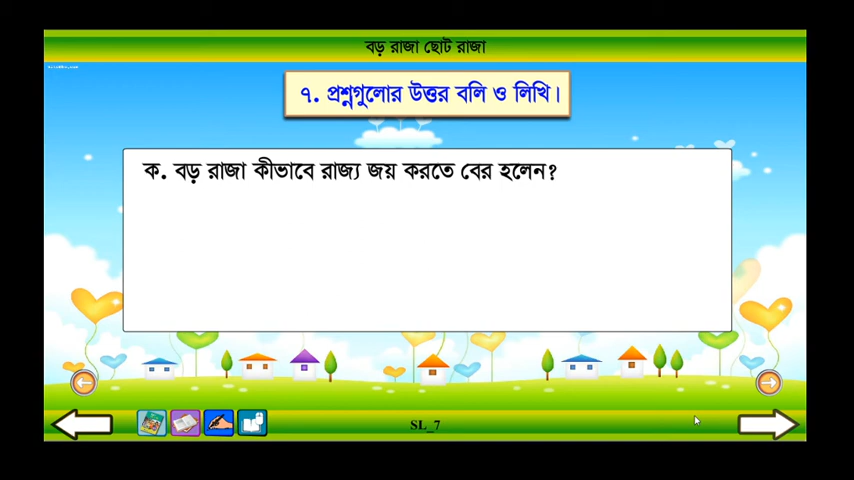 বড় রাজা ছোট রাজা
৭. প্রশ্নগুলোর উত্তর বলি ও লিখি।
ক. বড় রাজা কীভাবে রাজ্য জয় করতে বের হলেন?
SL_7